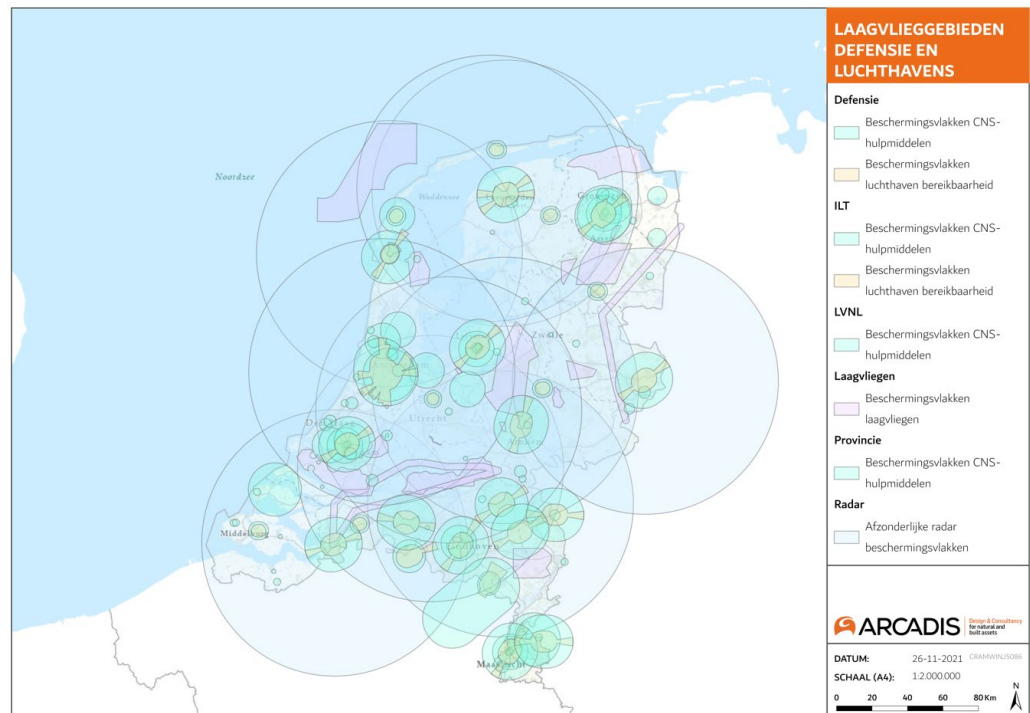 LAAGVLIEGGEBIEDEN
DEFENSIE EN
LUCHTHAVENS
Defensie
Beschermingsvlakken CNS-
hulpmiddelen
Beschermingsvlakken
luchthaven bereikbaarheid
ILT
Beschermingsvlakken CNS-
hulpmiddelen
Beschermingsvlakken
luchthaven bereikbaarheid
LVNL
Beschermingsvlakken CNS-
hulpmiddelen
Laagvliegen
Beschermingsvlakken
laagvliegen
Provincie
Beschermingsvlakken CNS-
hulpmiddelen
Radar
Afzonderlijke radar
beschermingsvlakken
ARCADIS
Design & Consultancy
for natural and
built assets
DATUM: 26-11-2021 CRAMWINJS086
SCHAAL (A4): 1:2.000.000
N
0 20 40 60 80 Km
Noordzee
Waddenzee
Zwolle
Utrecht
Middelburg